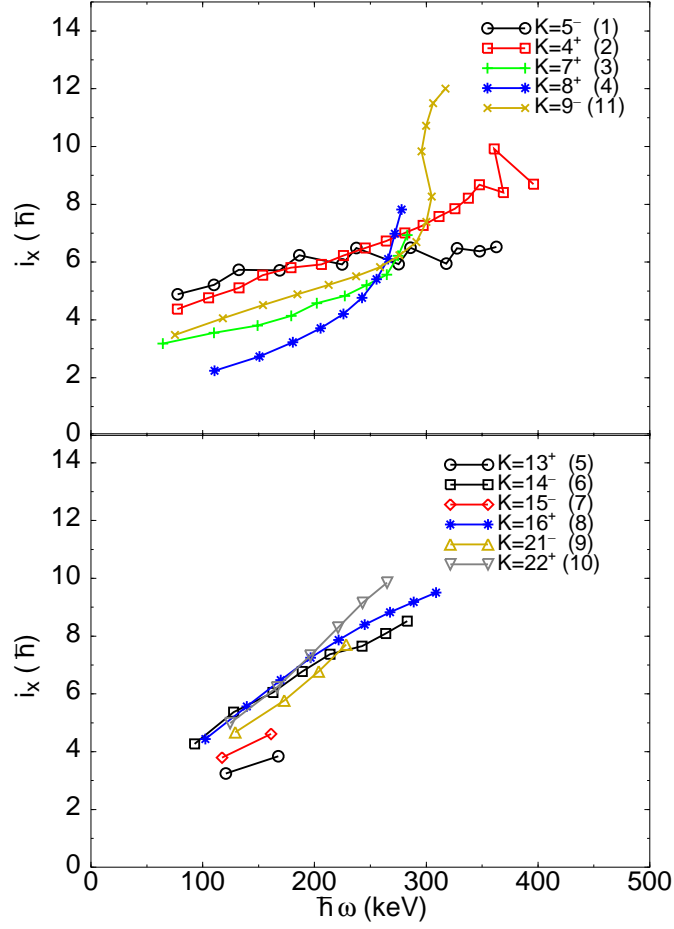 14
12
10
8
6
4
2
0
i_x (ħ)
K=5⁻ (1)
K=4⁺ (2)
K=7⁺ (3)
K=8⁺ (4)
K=9⁻ (11)
14
12
10
8
6
4
2
0
i_x (ħ)
K=13⁺ (5)
K=14⁻ (6)
K=15⁻ (7)
K=16⁺ (8)
K=21⁻ (9)
K=22⁺ (10)
0 100 200 300 400 500
ħω (keV)